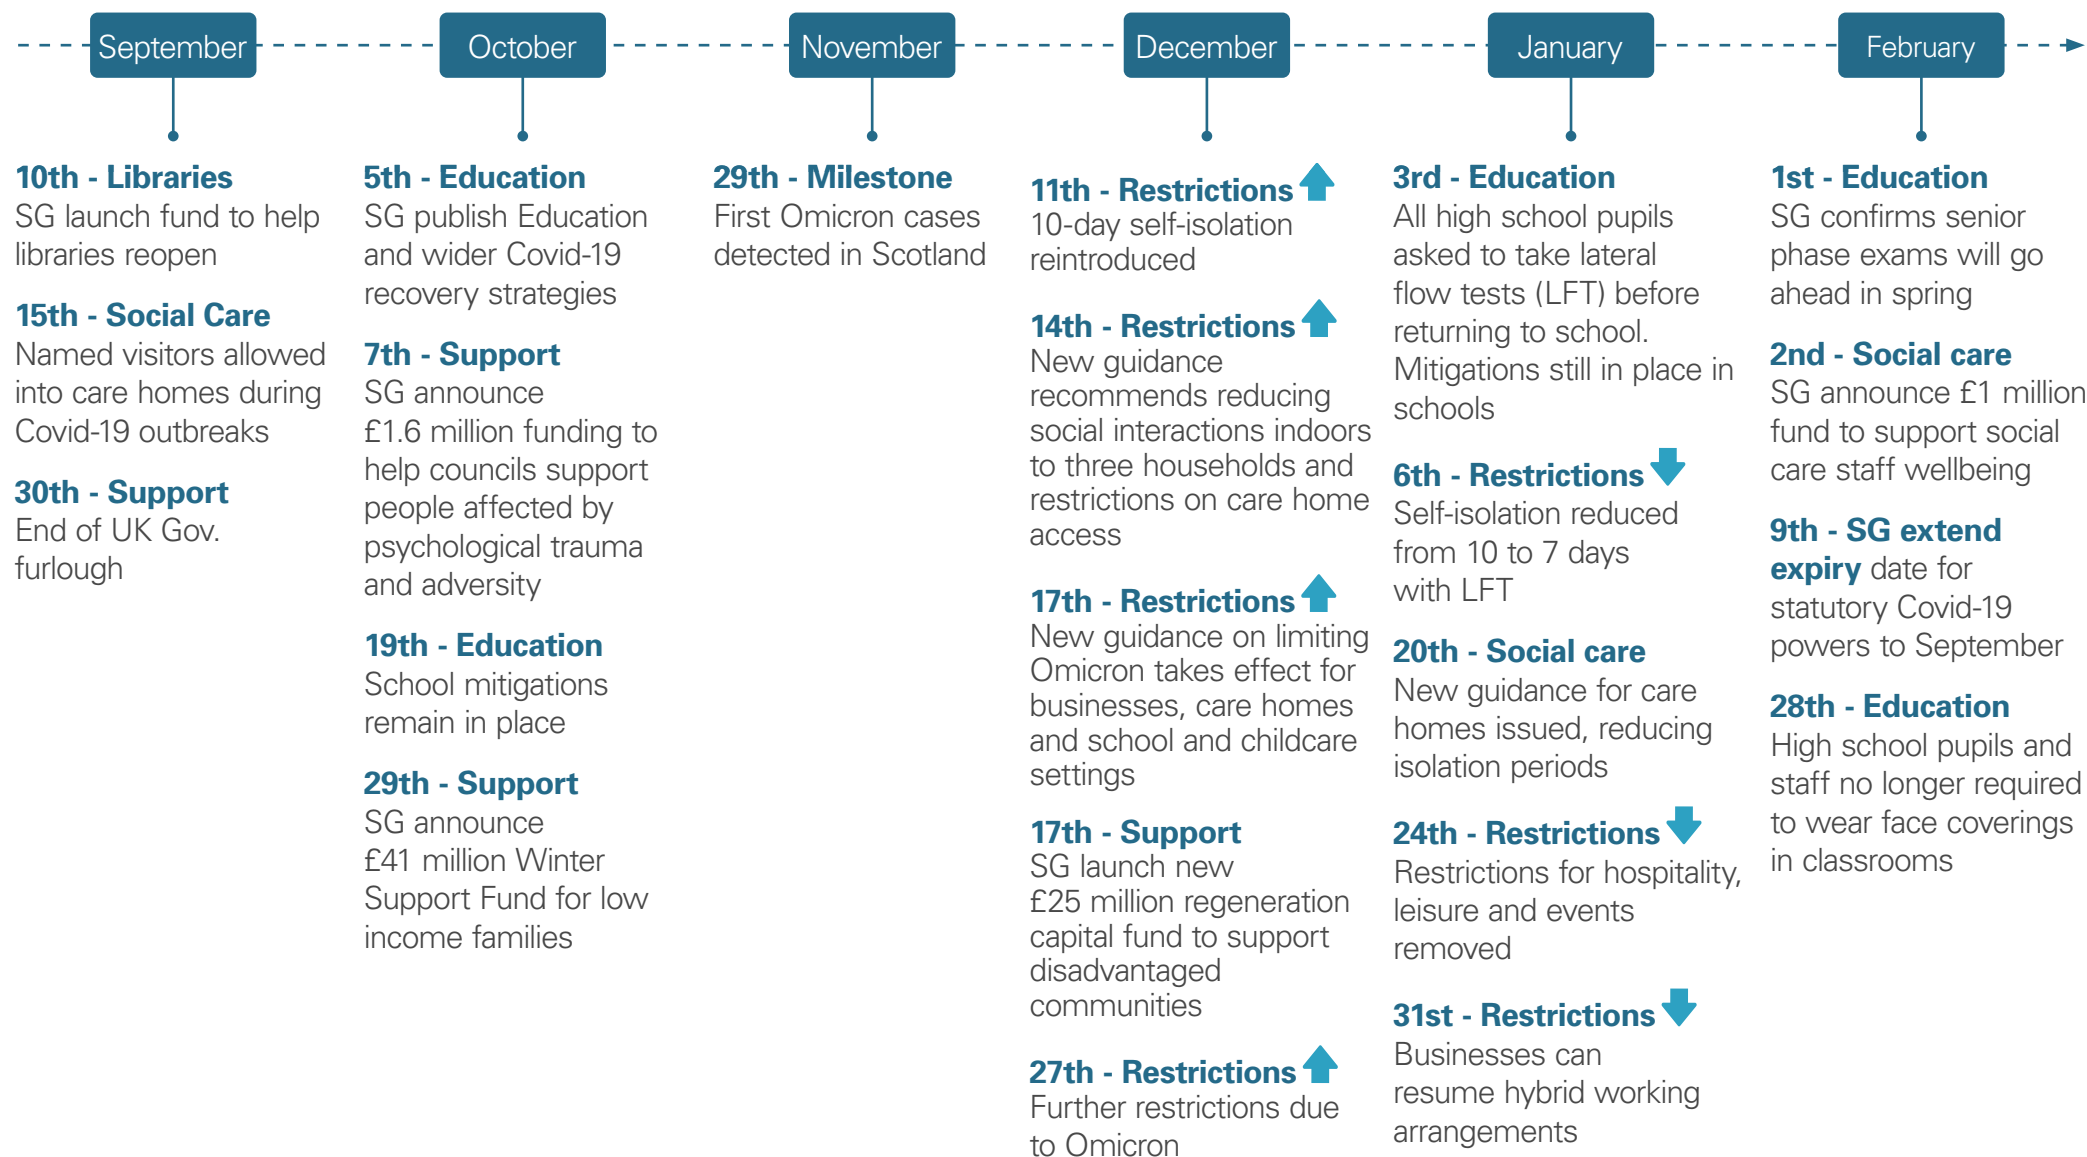 September
October
November
December
January
February
10th - Libraries
SG launch fund to help
libraries reopen
15th - Social Care
Named visitors allowed
into care homes during
Covid-19 outbreaks
30th - Support
End of UK Gov.
furlough
5th - Education
SG publish Education
and wider Covid-19
recovery strategies
7th - Support
SG announce
£1.6 million funding to
help councils support
people affected by
psychological trauma
and adversity
19th - Education
School mitigations
remain in place
29th - Support
SG announce
£41 million Winter
Support Fund for low
income families
29th - Milestone
First Omicron cases
detected in Scotland
11th - Restrictions
10-day self-isolation
reintroduced
14th - Restrictions
New guidance
recommends reducing
social interactions indoors
to three households and
restrictions on care home
access
17th - Restrictions
New guidance on limiting
Omicron takes effect for
businesses, care homes
and school and childcare
settings
17th - Support
SG launch new
£25 million regeneration
capital fund to support
disadvantaged
communities
27th - Restrictions
Further restrictions due
to Omicron
3rd - Education
All high school pupils
asked to take lateral
flow tests (LFT) before
returning to school.
Mitigations still in place in
schools
6th - Restrictions
Self-isolation reduced
from 10 to 7 days
with LFT
20th - Social care
New guidance for care
homes issued, reducing
isolation periods
24th - Restrictions
Restrictions for hospitality,
leisure and events
removed
31st - Restrictions
Businesses can
resume hybrid working
arrangements
1st - Education
SG confirms senior
phase exams will go
ahead in spring
2nd - Social care
SG announce £1 million
fund to support social
care staff wellbeing
9th - SG extend
expiry date for
statutory Covid-19
powers to September
28th - Education
High school pupils and
staff no longer required
to wear face coverings
in classrooms